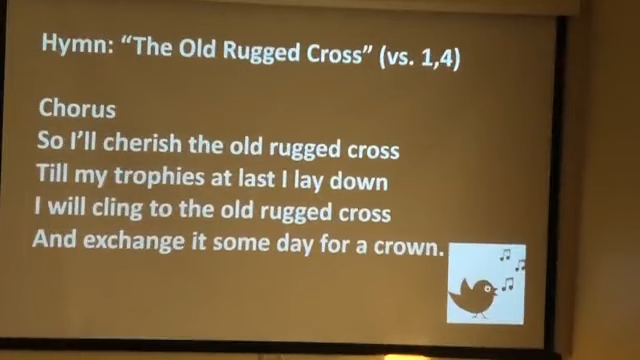 Hymn: “The Old Rugged Cross” (vs. 1,4)
Chorus
So I’ll cherish the old rugged cross
Till my trophies at last I lay down
I will cling to the old rugged cross
And exchange it some day for a crown.